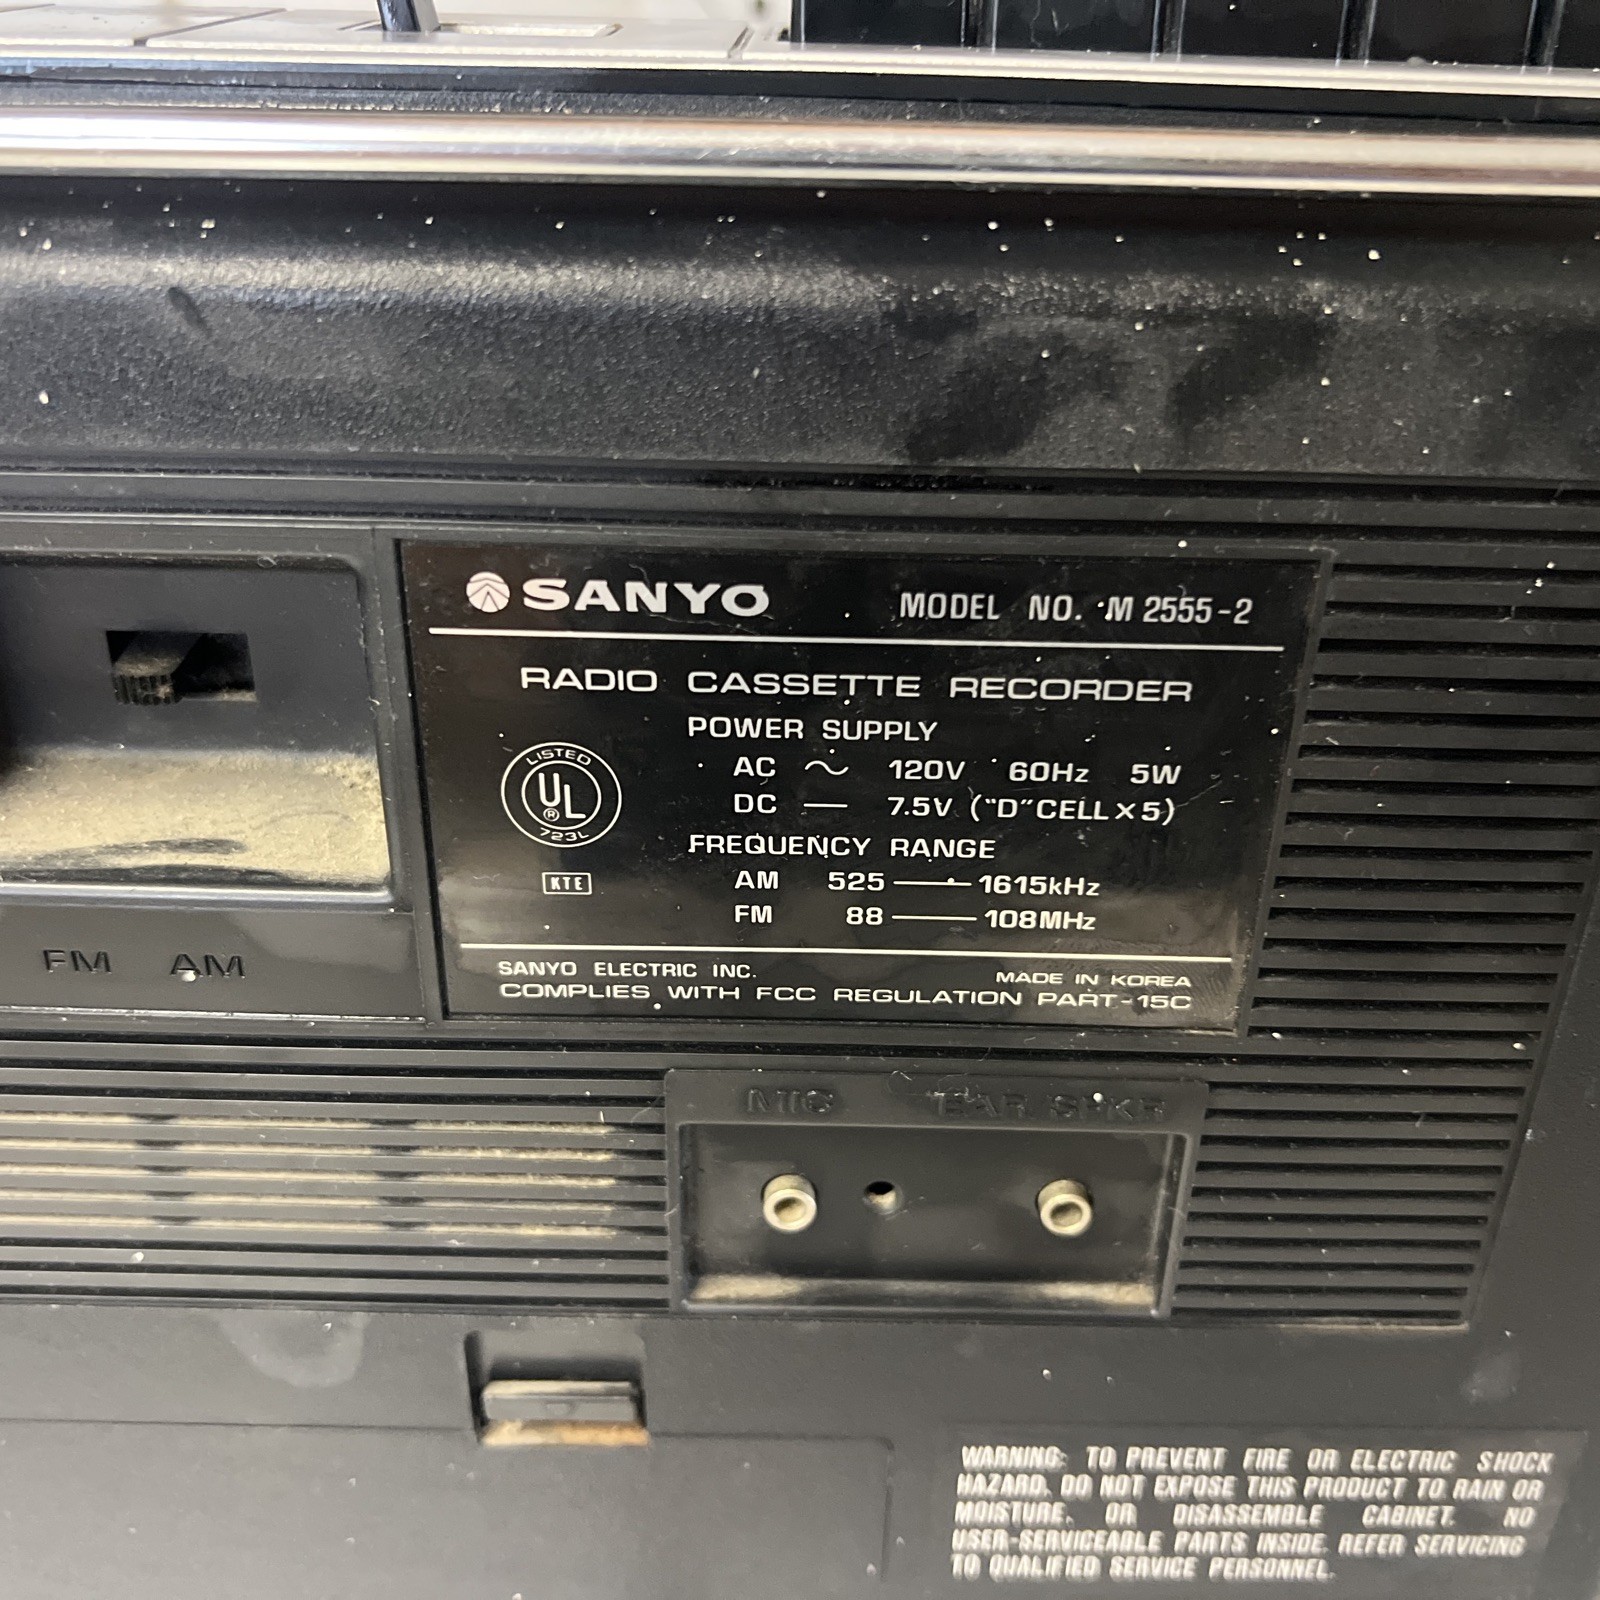 SANYO MODEL NO. M 2555-2
RADIO CASSETTE RECORDER
POWER SUPPLY
AC ~ 120V 60Hz 5W
DC — 7.5V ("D" CELL × 5)
FREQUENCY RANGE
AM 525 — 1615kHz
FM 88 — 108MHz
LISTED
UL
®
723L
KTE
SANYO ELECTRIC INC. MADE IN KOREA
COMPLIES WITH FCC REGULATION PART-15C
FM AM
MIC EAR SPKR
WARNING: TO PREVENT FIRE OR ELECTRIC SHOCK
HAZARD, DO NOT EXPOSE THIS PRODUCT TO RAIN OR
MOISTURE, OR DISASSEMBLE CABINET. NO
USER-SERVICEABLE PARTS INSIDE. REFER SERVICING
TO QUALIFIED SERVICE PERSONNEL.